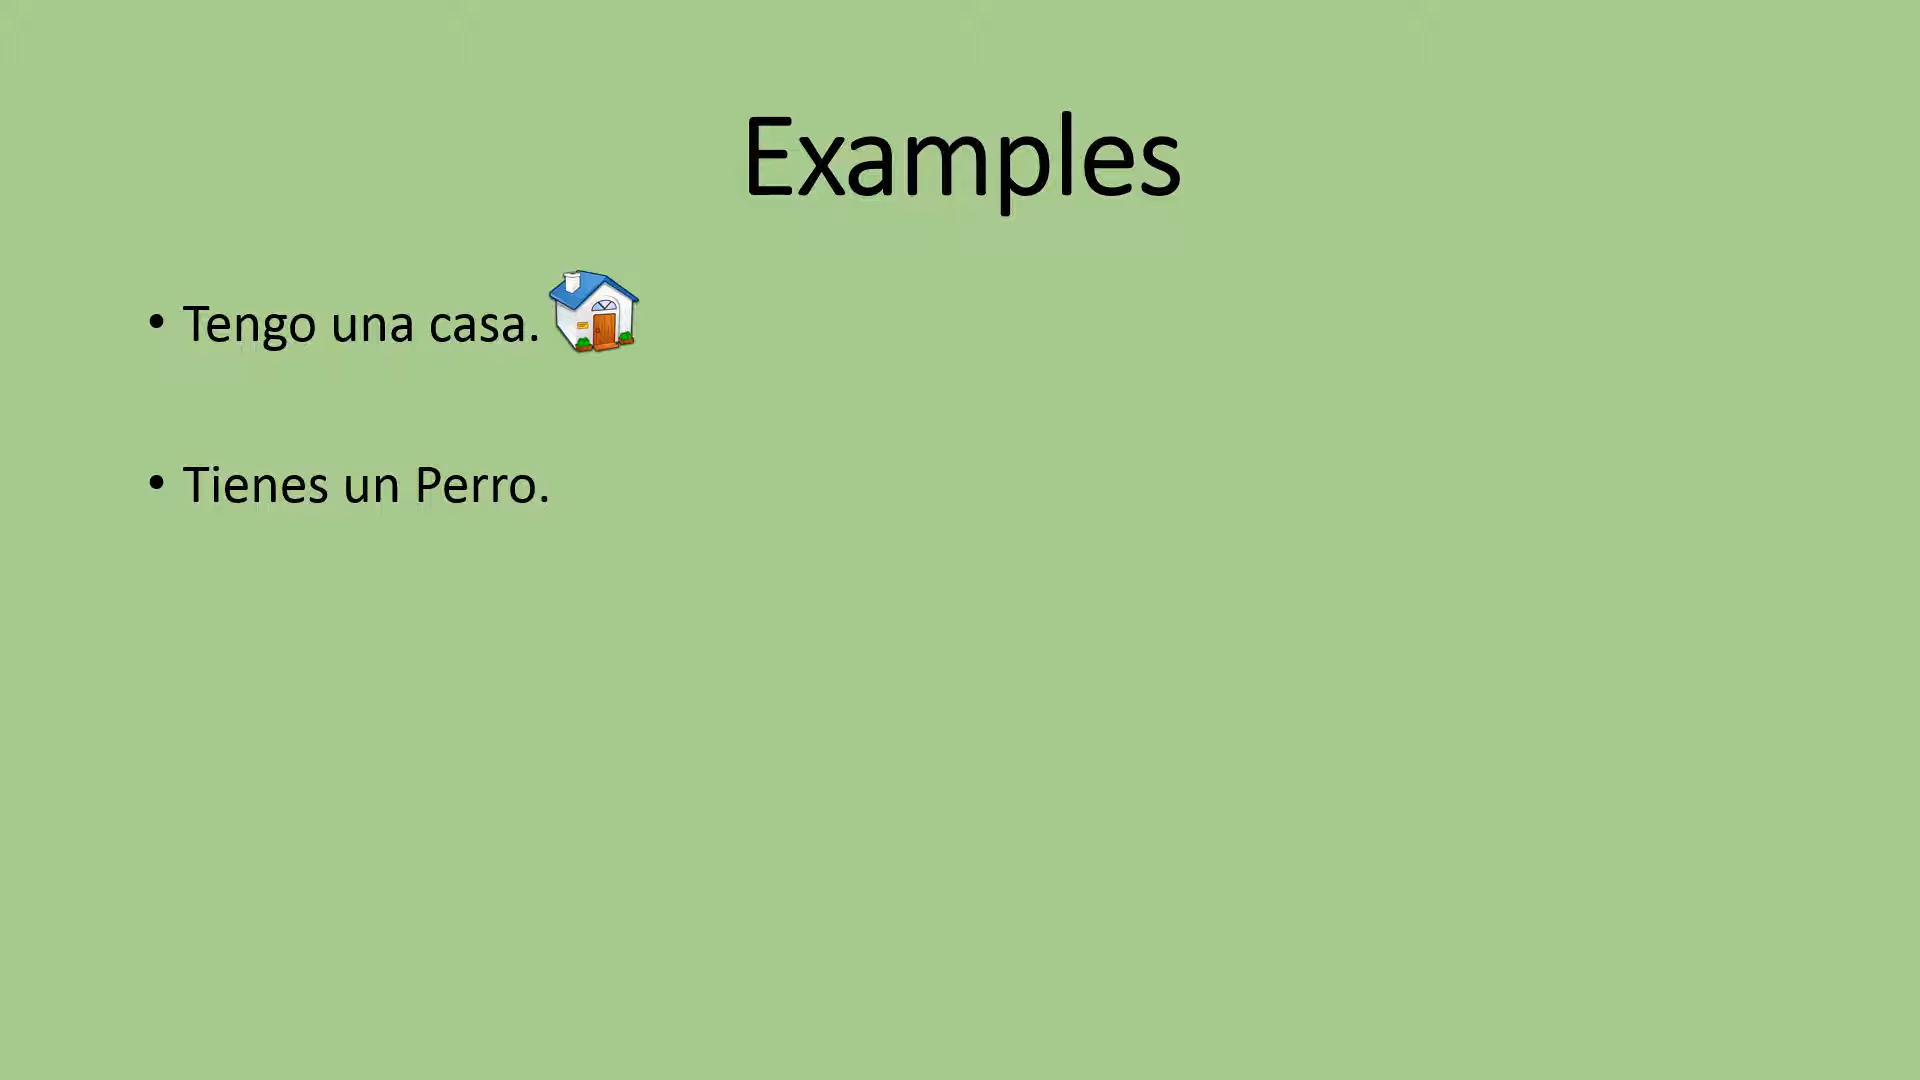 Examples
• Tengo una casa.
• Tienes un Perro.